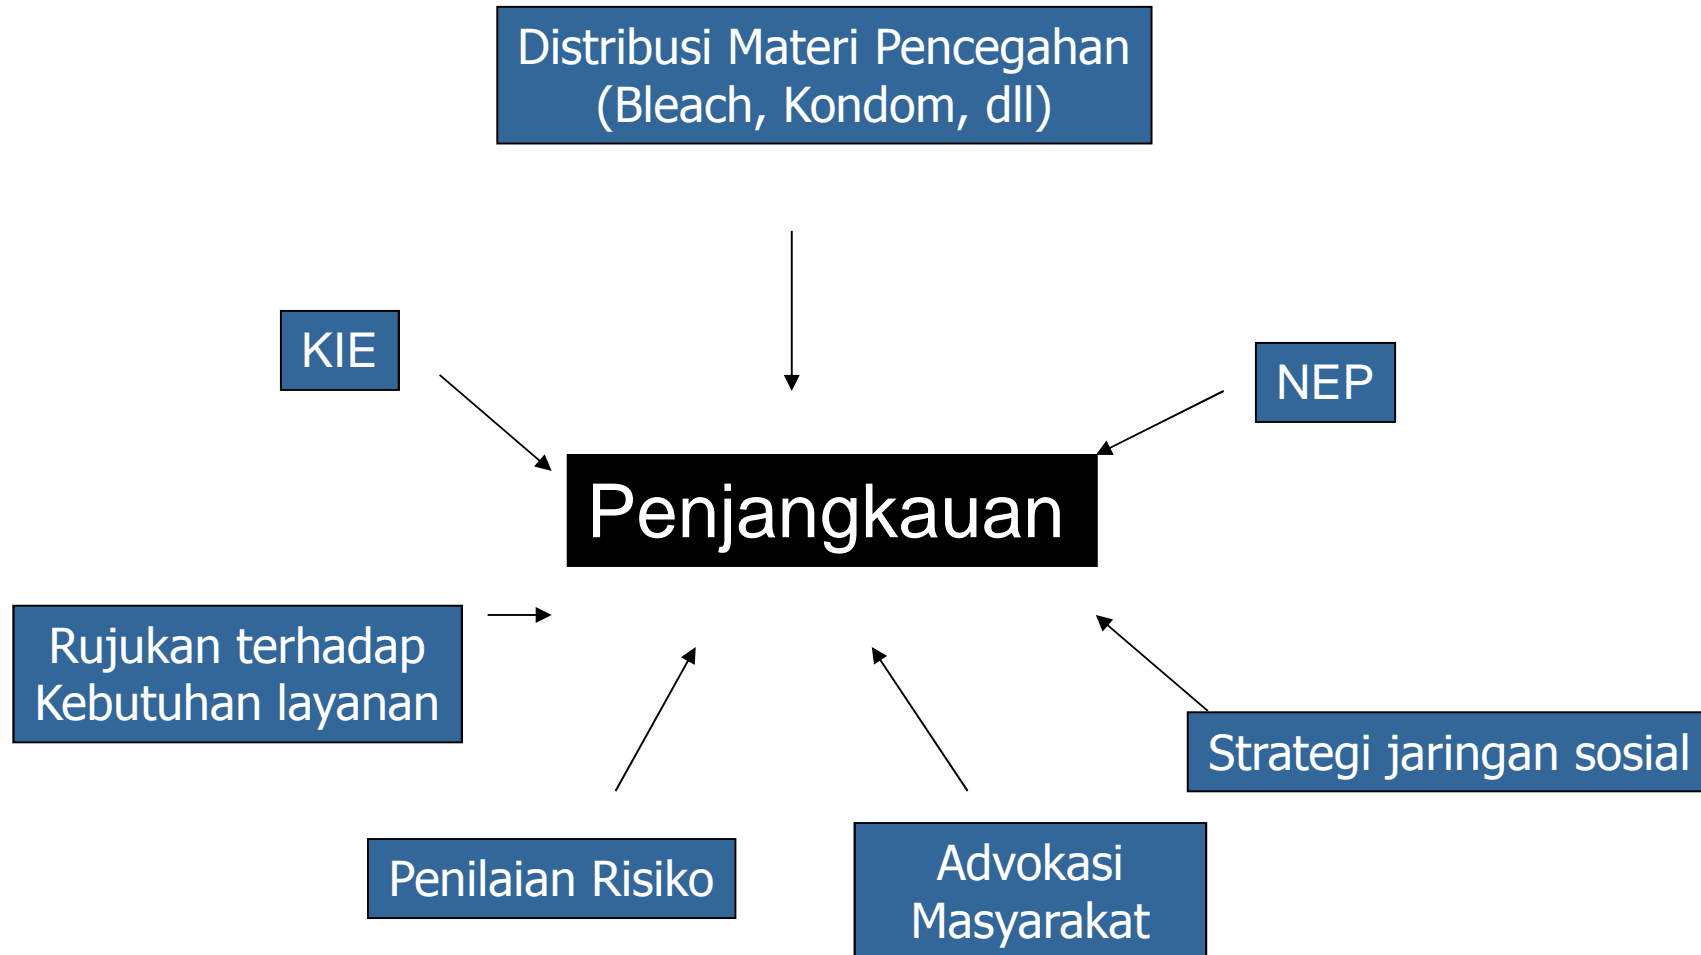 Distribusi Materi Pencegahan
(Bleach, Kondom, dll)
KIE
NEP
Penjangkauan
Rujukan terhadap
Kebutuhan layanan
Strategi jaringan sosial
Penilaian Risiko
Advokasi
Masyarakat